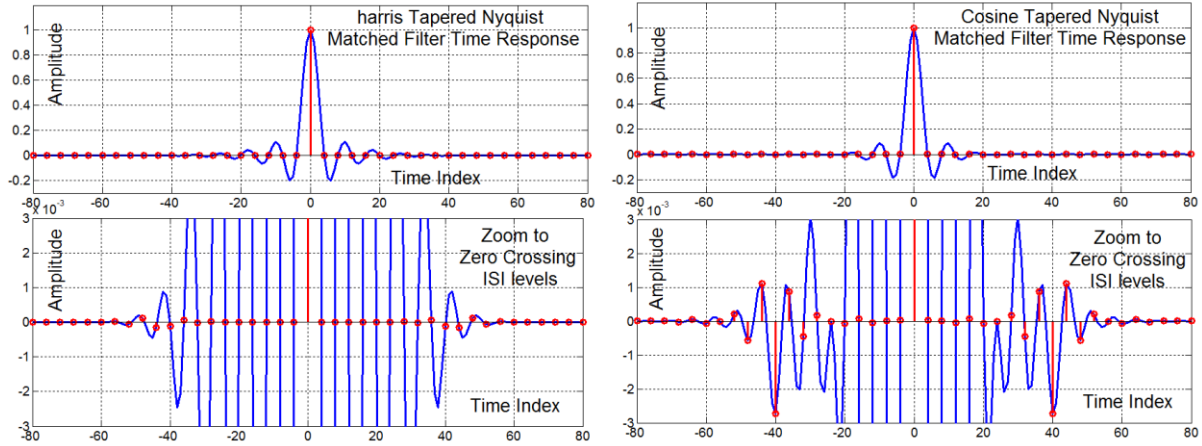 harris Tapered Nyquist
Matched Filter Time Response
Amplitude
1
0.8
0.6
0.4
0.2
0
-0.2
Time Index
-80 -60 -40 -20 0 20 40 60 80
Cosine Tapered Nyquist
Matched Filter Time Response
Amplitude
1
0.8
0.6
0.4
0.2
0
-0.2
Time Index
-80 -60 -40 -20 0 20 40 60 80
x 10⁻³
Zoom to
Zero Crossing
ISI levels
Amplitude
3
2
1
0
-1
-2
-3
Time Index
-80 -60 -40 -20 0 20 40 60 80
x 10⁻³
Zoom to
Zero Crossing
ISI levels
Amplitude
3
2
1
0
-1
-2
-3
Time Index
-80 -60 -40 -20 0 20 40 60 80